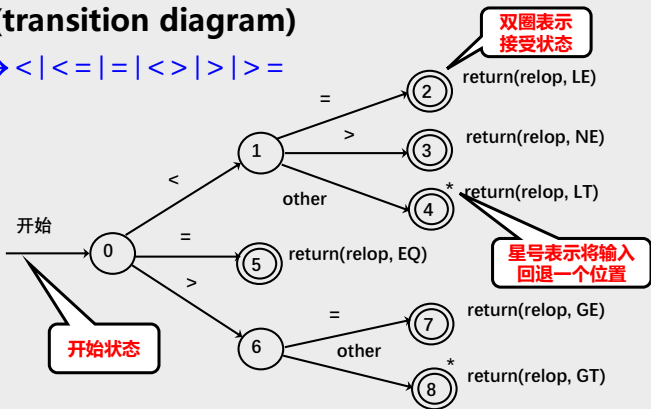 (transition diagram)
→ < | < = | = | < > | > | > =
双圈表示
接受状态
= 2 return(relop, LE)
1 > 3 return(relop, NE)
< other 4 * return(relop, LT)
开始 0 = 5 return(relop, EQ)
星号表示将输入
回退一个位置
> = 7 return(relop, GE)
开始状态 6 other
8 * return(relop, GT)